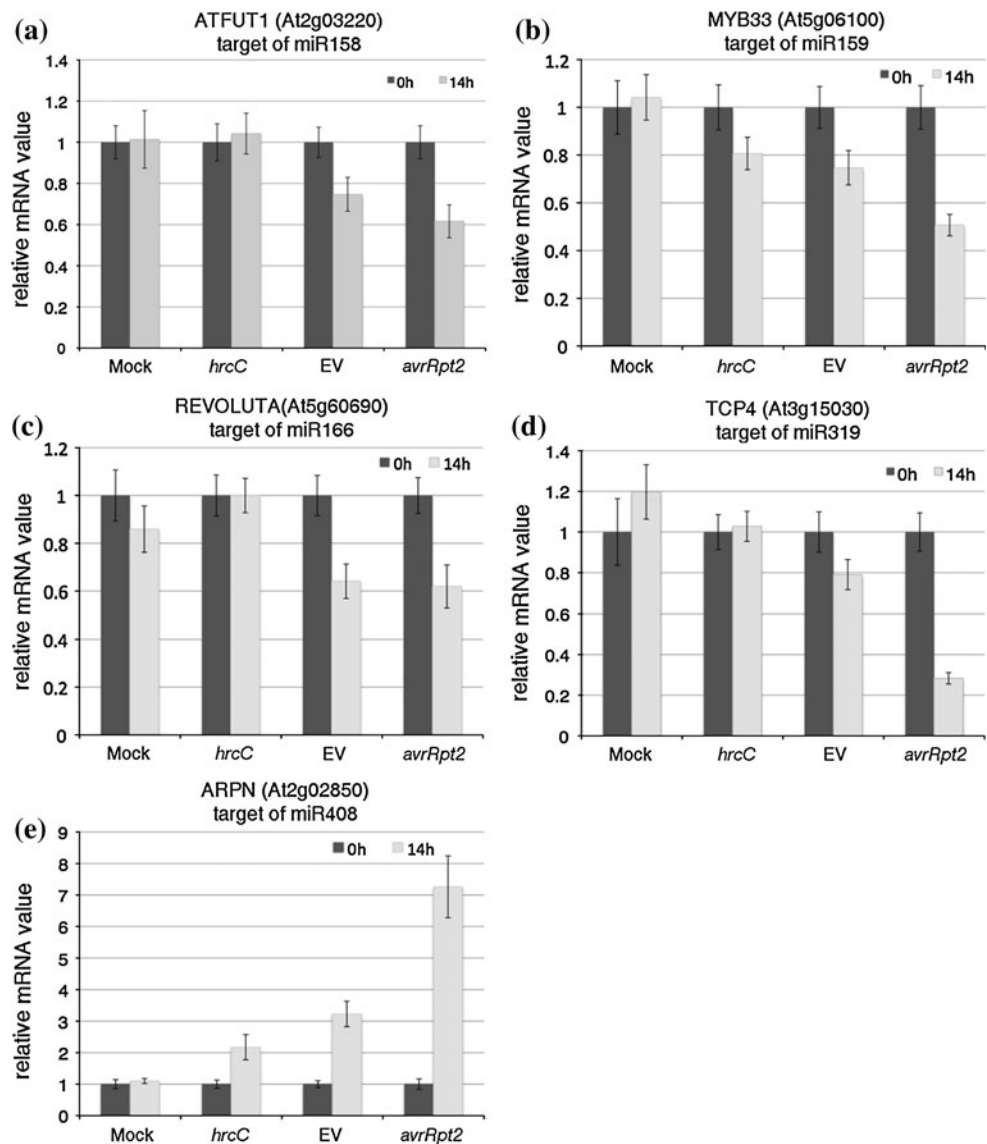 (a)
ATFUT1 (At2g03220)
target of miR158
relative mRNA value
1.4
1.2
1
0.8
0.6
0.4
0.2
0
0h 14h
Mock hrcC EV avrRpt2
(b)
MYB33 (At5g06100)
target of miR159
relative mRNA value
1.2
1
0.8
0.6
0.4
0.2
0
0h 14h
Mock hrcC EV avrRpt2
(c)
REVOLUTA(At5g60690)
target of miR166
relative mRNA value
1.2
1
0.8
0.6
0.4
0.2
0
0h 14h
Mock hrcC EV avrRpt2
(d)
TCP4 (At3g15030)
target of miR319
relative mRNA value
1.4
1.2
1
0.8
0.6
0.4
0.2
0
0h 14h
Mock hrcC EV avrRpt2
(e)
ARPN (At2g02850)
target of miR408
relative mRNA value
9
8
7
6
5
4
3
2
1
0
0h 14h
Mock hrcC EV avrRpt2